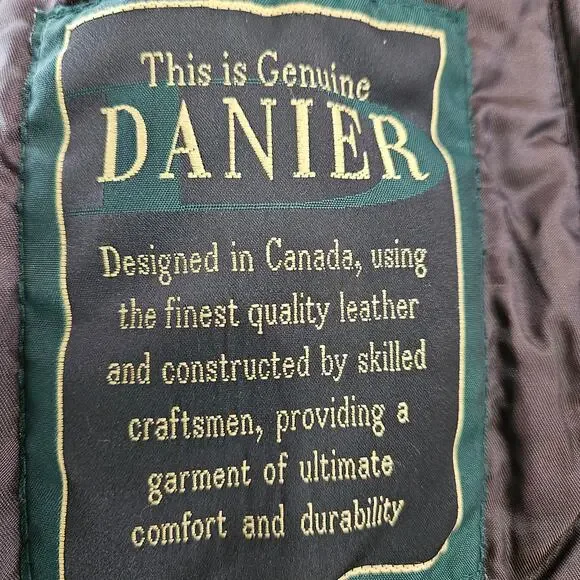 This is Genuine
DANIER
Designed in Canada, using
the finest quality leather
and constructed by skilled
craftsmen, providing a
garment of ultimate
comfort and durability